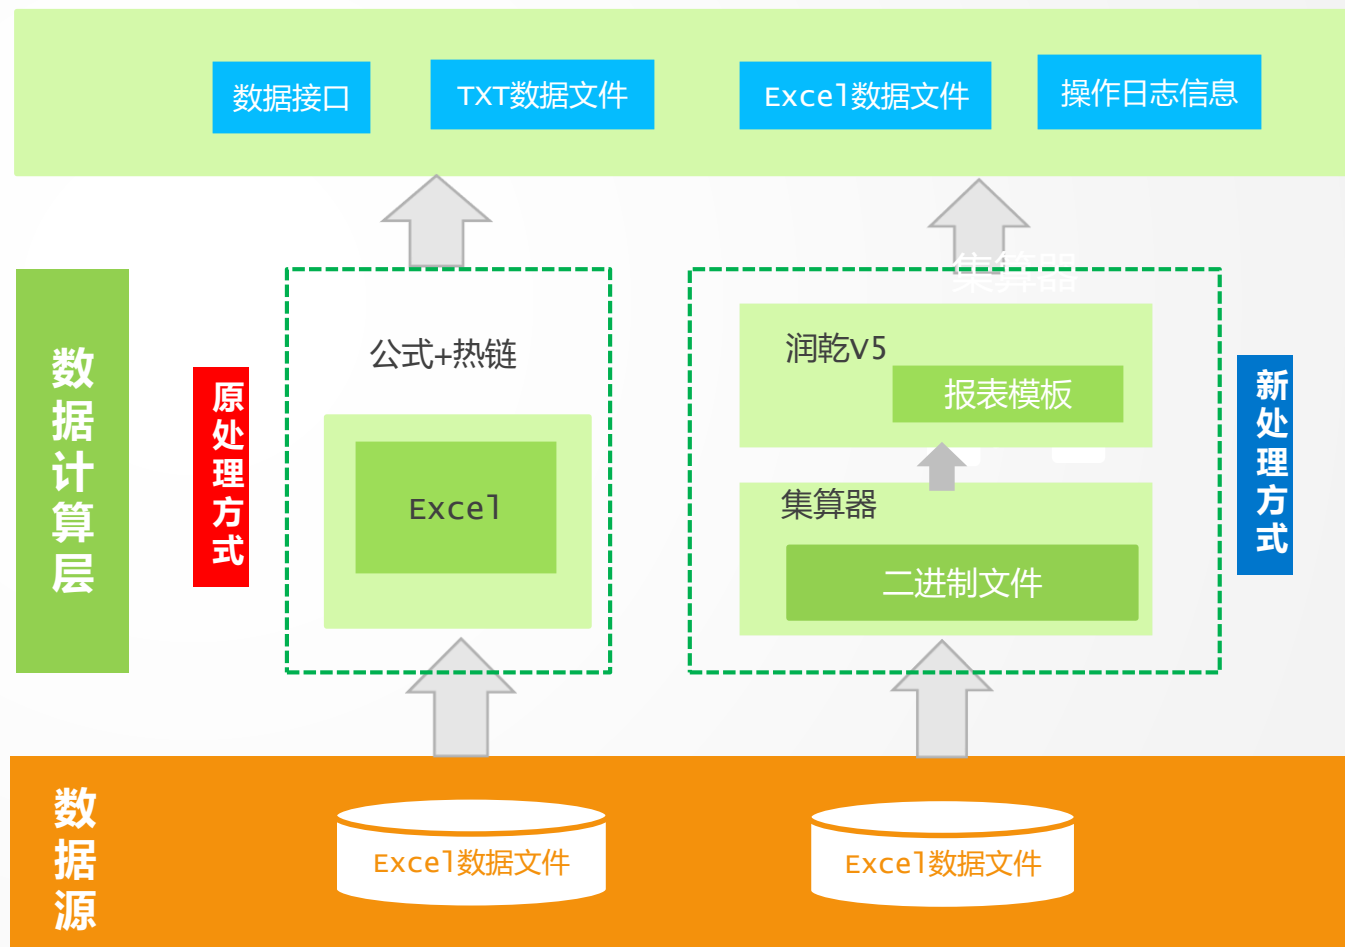 数据接口
TXT数据文件
Excel数据文件
操作日志信息
集算器
数据计算层
原处理方式
公式+热链
Excel
润乾V5
报表模板
集算器
二进制文件
新处理方式
数据源
Excel数据文件
Excel数据文件